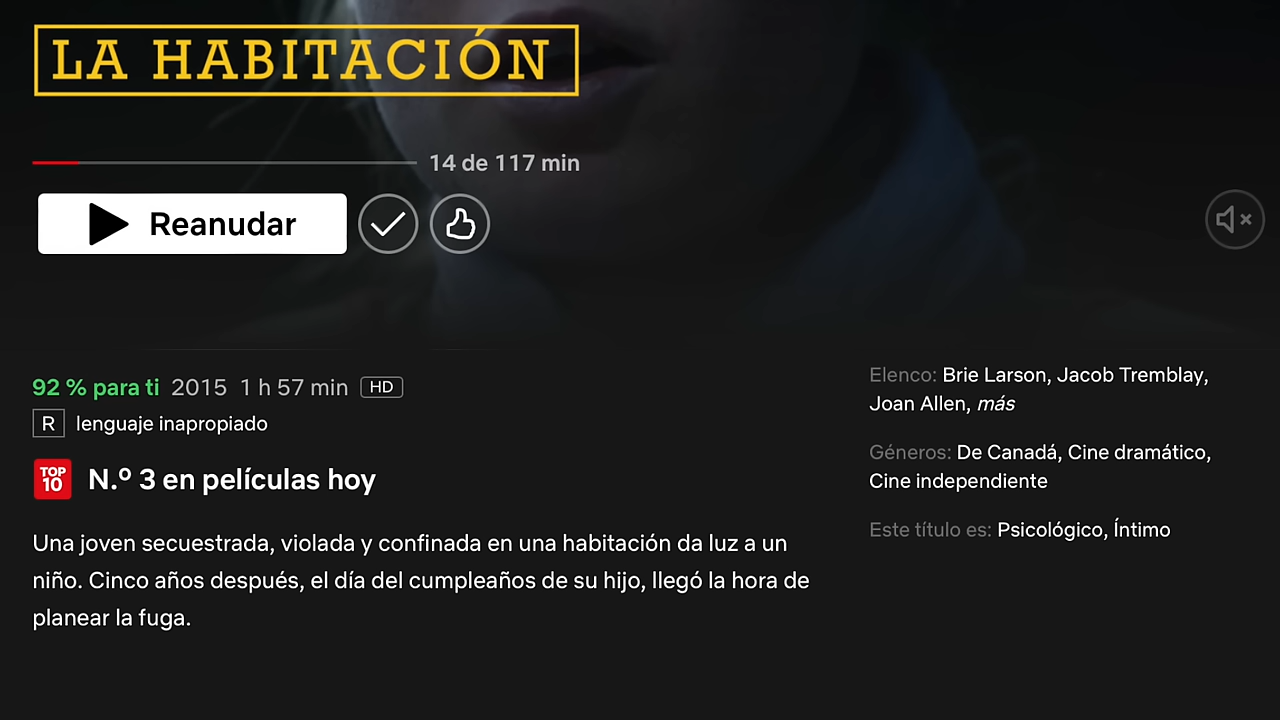 LA HABITACIÓN
14 de 117 min
Reanudar
92 % para ti 2015 1 h 57 min HD
R lenguaje inapropiado
TOP
10
N.º 3 en películas hoy
Una joven secuestrada, violada y confinada en una habitación da luz a un
niño. Cinco años después, el día del cumpleaños de su hijo, llegó la hora de
planear la fuga.
Elenco: Brie Larson, Jacob Tremblay,
Joan Allen, más
Géneros: De Canadá, Cine dramático,
Cine independiente
Este título es: Psicológico, Íntimo